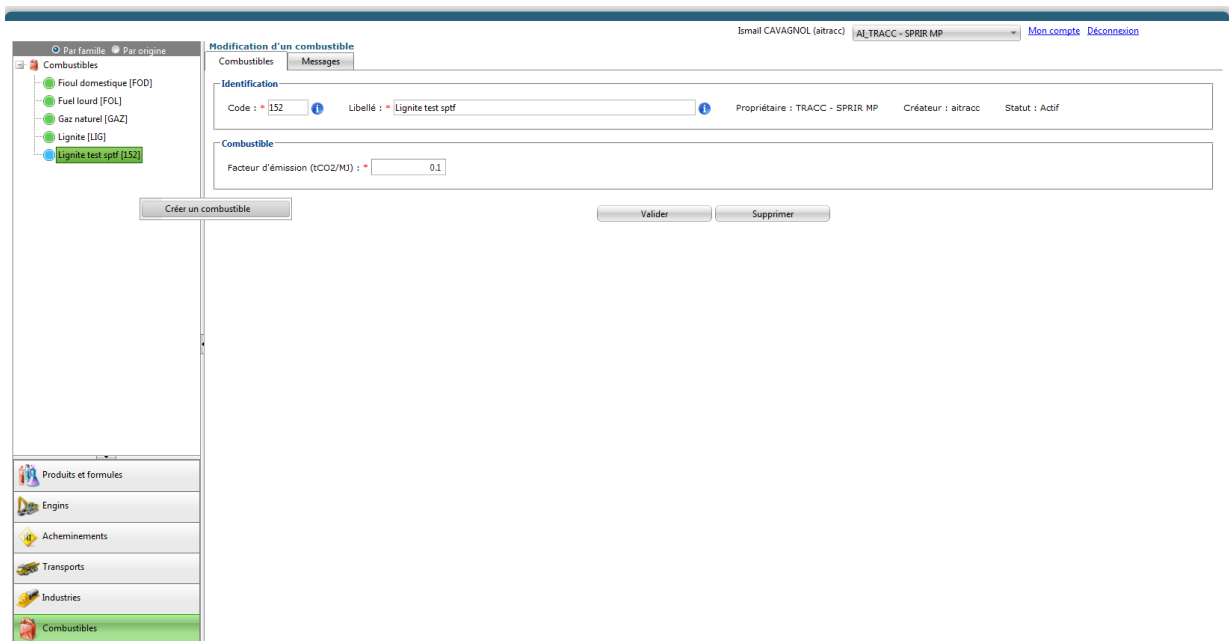 Ismail CAVAGNOL (aitracc) AI_TRACC - SPRIR MP Mon compte Déconnexion
Par famille Par origine
Combustibles
Fioul domestique [FOD]
Fuel lourd [FOL]
Gaz naturel [GAZ]
Lignite [LIG]
Lignite test sptf [152]
Créer un combustible
Modification d'un combustible
Combustibles Messages
Identification
Code : * 152 Libellé : * Lignite test sptf Propriétaire : TRACC - SPRIR MP Créateur : aitracc Statut : Actif
Combustible
Facteur d'émission (tCO2/MJ) : * 0.1
Valider Supprimer
Produits et formules
Engins
Acheminements
Transports
Industries
Combustibles